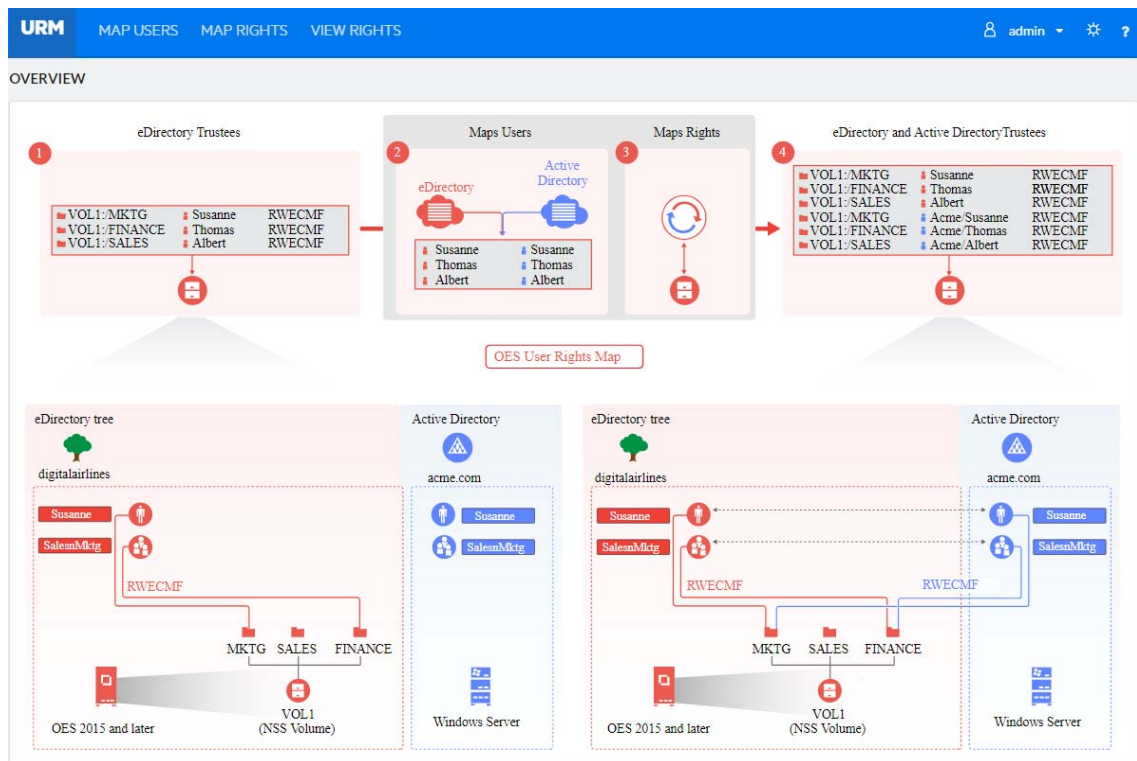 URM MAP USERS MAP RIGHTS VIEW RIGHTS admin ?
OVERVIEW
eDirectory Trustees
1
VOL1:/MKTG Susanne RWECMF
VOL1:/FINANCE Thomas RWECMF
VOL1:/SALES Albert RWECMF
Maps Users
2
eDirectory
Active
Directory
Susanne Susanne
Thomas Thomas
Albert Albert
Maps Rights
3
eDirectory and Active DirectoryTrustees
4
VOL1:/MKTG Susanne RWECMF
VOL1:/FINANCE Thomas RWECMF
VOL1:/SALES Albert RWECMF
VOL1:/MKTG Acme/Susanne RWECMF
VOL1:/FINANCE Acme/Thomas RWECMF
VOL1:/SALES Acme/Albert RWECMF
OES User Rights Map
eDirectory tree
digitalairlines
Susanne
SalesnMktg
RWECMF
MKTG SALES FINANCE
VOL1
(NSS Volume)
OES 2015 and later
Active Directory
acme.com
Susanne
SalesnMktg
Windows Server
eDirectory tree
digitalairlines
Susanne
SalesnMktg
RWECMF
RWECMF
MKTG SALES FINANCE
VOL1
(NSS Volume)
OES 2015 and later
Active Directory
acme.com
Susanne
SalesnMktg
Windows Server